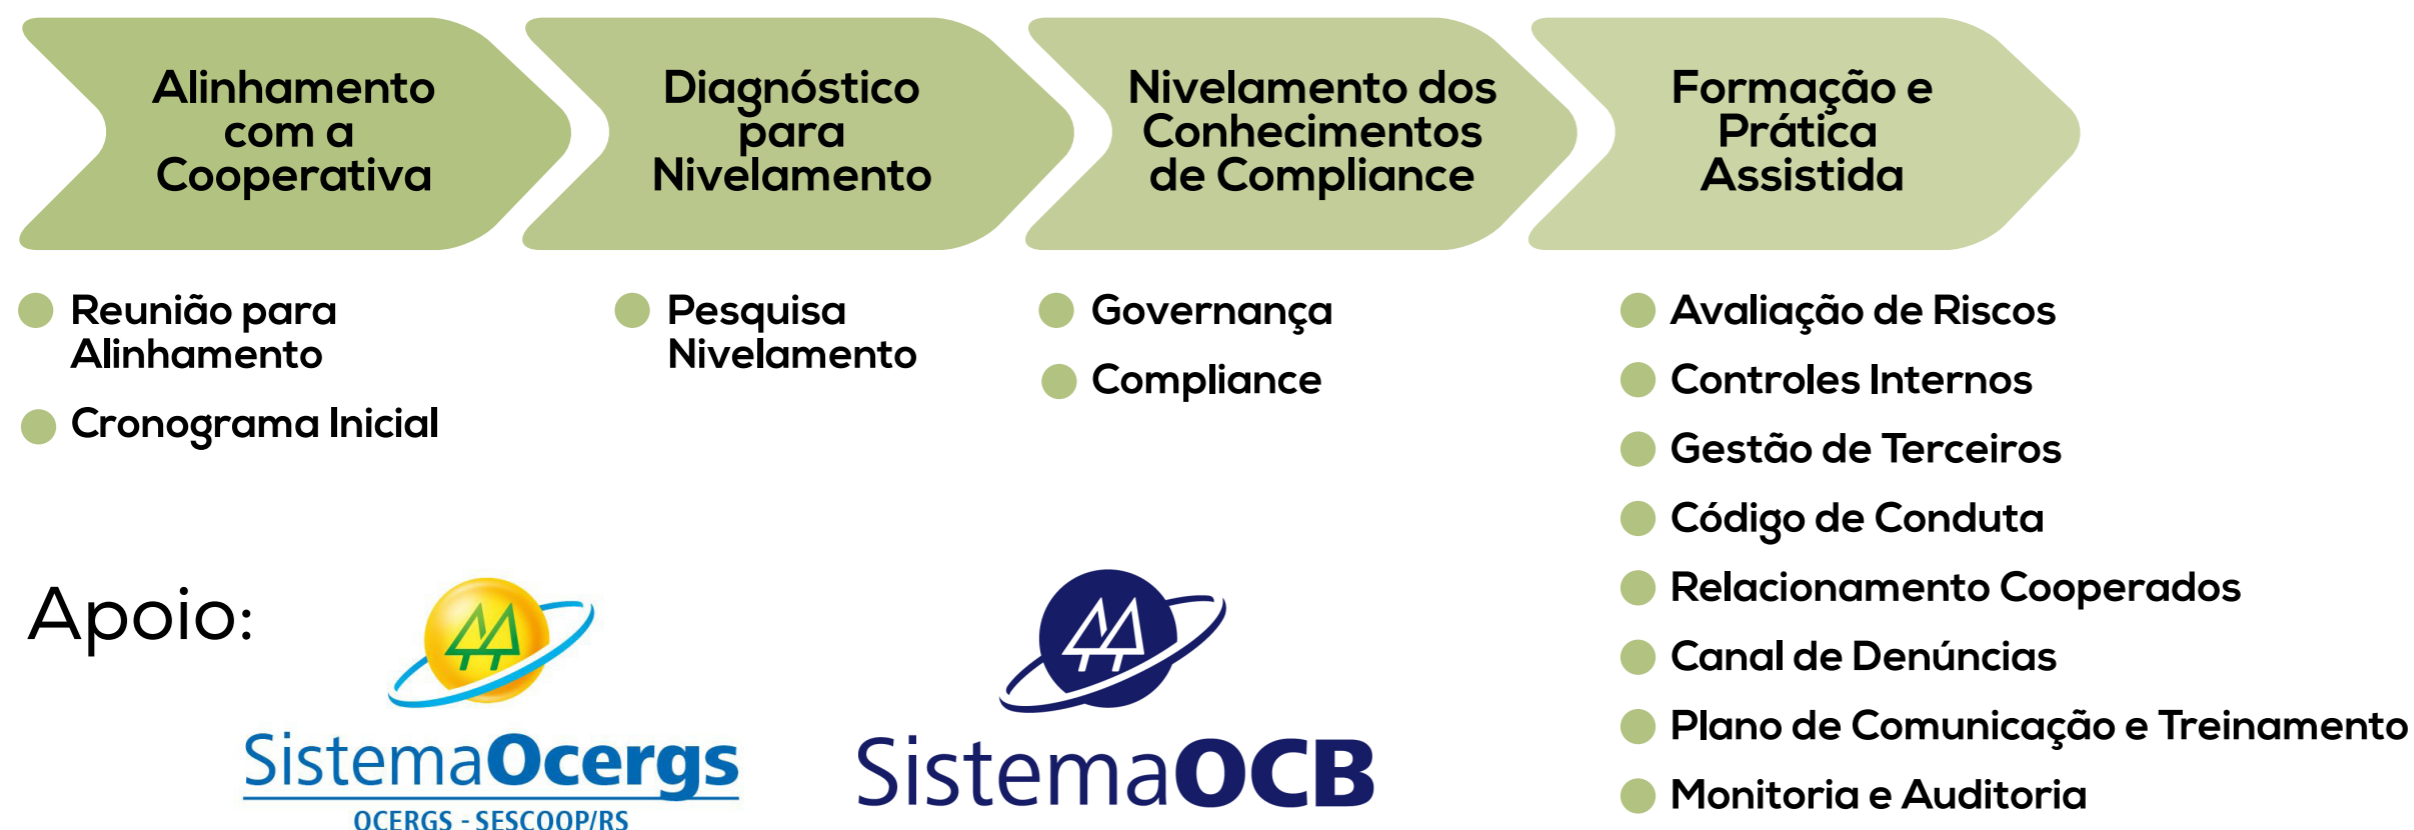 Alinhamento
com a
Cooperativa
Diagnóstico
para
Nivelamento
Nivelamento dos
Conhecimentos
de Compliance
Formação e
Prática
Assistida
Reunião para
Alinhamento
Cronograma Inicial
Pesquisa
Nivelamento
Governança
Compliance
Avaliação de Riscos
Controles Internos
Gestão de Terceiros
Código de Conduta
Relacionamento Cooperados
Canal de Denúncias
Plano de Comunicação e Treinamento
Monitoria e Auditoria
Apoio:
SistemaOcergs
OCERGS - SESCOOP/RS
SistemaOCB